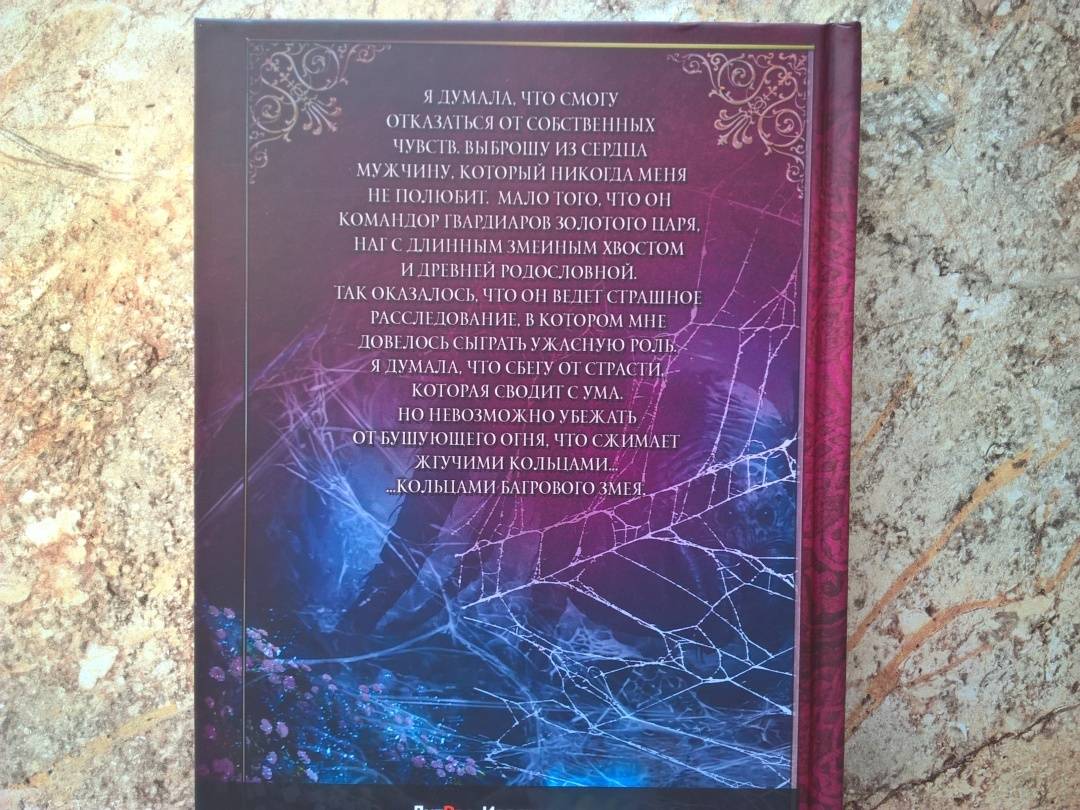 Я ДУМАЛА, ЧТО СМОГУ
ОТКАЗАТЬСЯ ОТ СОБСТВЕННЫХ
ЧУВСТВ. ВЫБРОШУ ИЗ СЕРДЦА
МУЖЧИНУ, КОТОРЫЙ НИКОГДА МЕНЯ
НЕ ПОЛЮБИТ. МАЛО ТОГО, ЧТО ОН
КОМАНДОР ГВАРДИАРОВ ЗОЛОТОГО ЦАРЯ,
НАГ С ДЛИННЫМ ЗМЕИНЫМ ХВОСТОМ
И ДРЕВНЕЙ РОДОСЛОВНОЙ.
ТАК ОКАЗАЛОСЬ, ЧТО ОН ВЕДЕТ СТРАШНОЕ
РАССЛЕДОВАНИЕ, В КОТОРОМ МНЕ
ДОВЕЛОСЬ СЫГРАТЬ УЖАСНУЮ РОЛЬ.
Я ДУМАЛА, ЧТО СБЕГУ ОТ СТРАСТИ,
КОТОРАЯ СВОДИТ С УМА.
НО НЕВОЗМОЖНО УБЕЖАТЬ
ОТ БУШУЮЩЕГО ОГНЯ, ЧТО СЖИМАЕТ
ЖГУЧИМИ КОЛЬЦАМИ...
...КОЛЬЦАМИ БАГРОВОГО ЗМЕЯ.